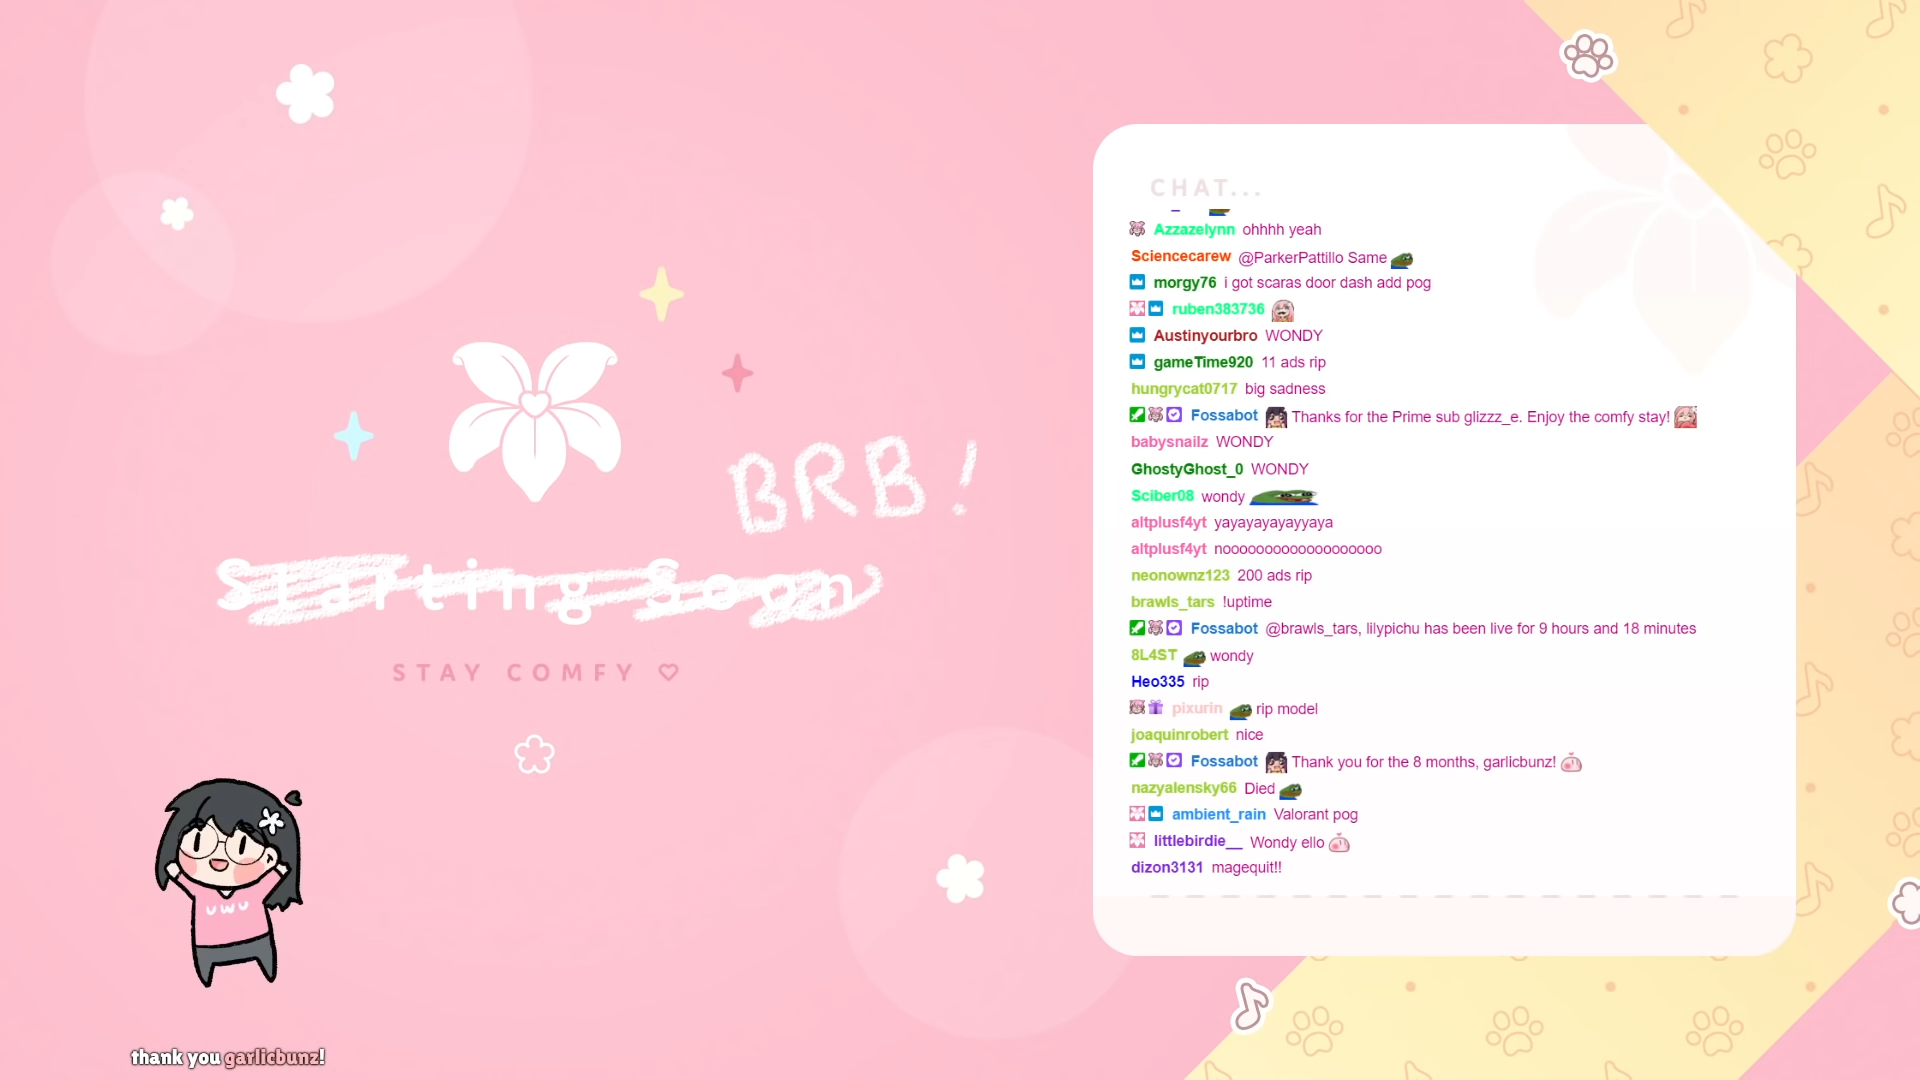 BRB!
Starting Soon
STAY COMFY ♡
uwu
thank you garlicbunz!
CHAT...
Azzazelynn ohhhh yeah
Sciencecarew @ParkerPattillo Same
morgy76 i got scaras door dash add pog
ruben383736
Austinyourbro WONDY
gameTime920 11 ads rip
hungrycat0717 big sadness
Fossabot Thanks for the Prime sub glizzz_e. Enjoy the comfy stay!
babysnailz WONDY
GhostyGhost_0 WONDY
Sciber08 wondy
altplusf4yt yayayayayayyaya
altplusf4yt nooooooooooooooooooo
neonownz123 200 ads rip
brawls_tars !uptime
Fossabot @brawls_tars, lilypichu has been live for 9 hours and 18 minutes
8L4ST wondy
Heo335 rip
pixurin rip model
joaquinrobert nice
Fossabot Thank you for the 8 months, garlicbunz!
nazyalensky66 Died
ambient_rain Valorant pog
littlebirdie__ Wondy ello
dizon3131 magequit!!